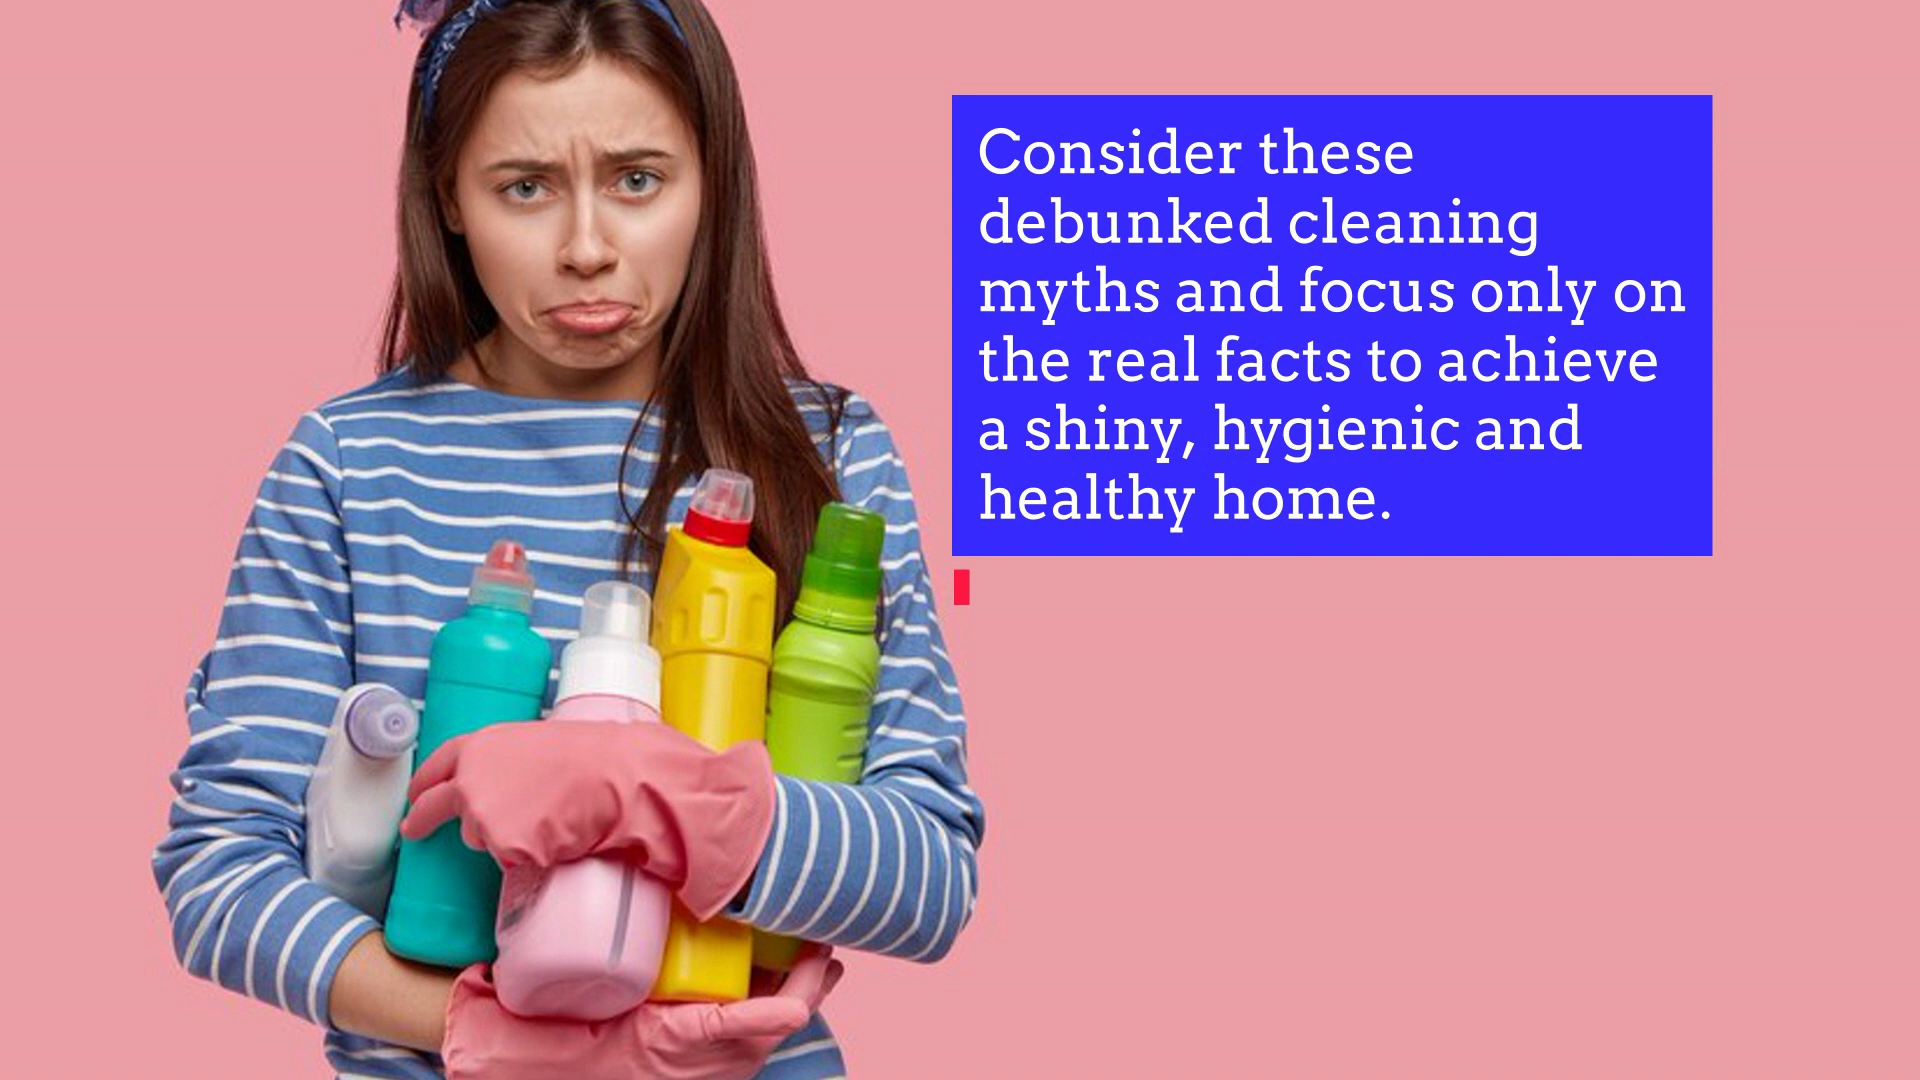 Consider these
debunked cleaning
myths and focus only on
the real facts to achieve
a shiny, hygienic and
healthy home.